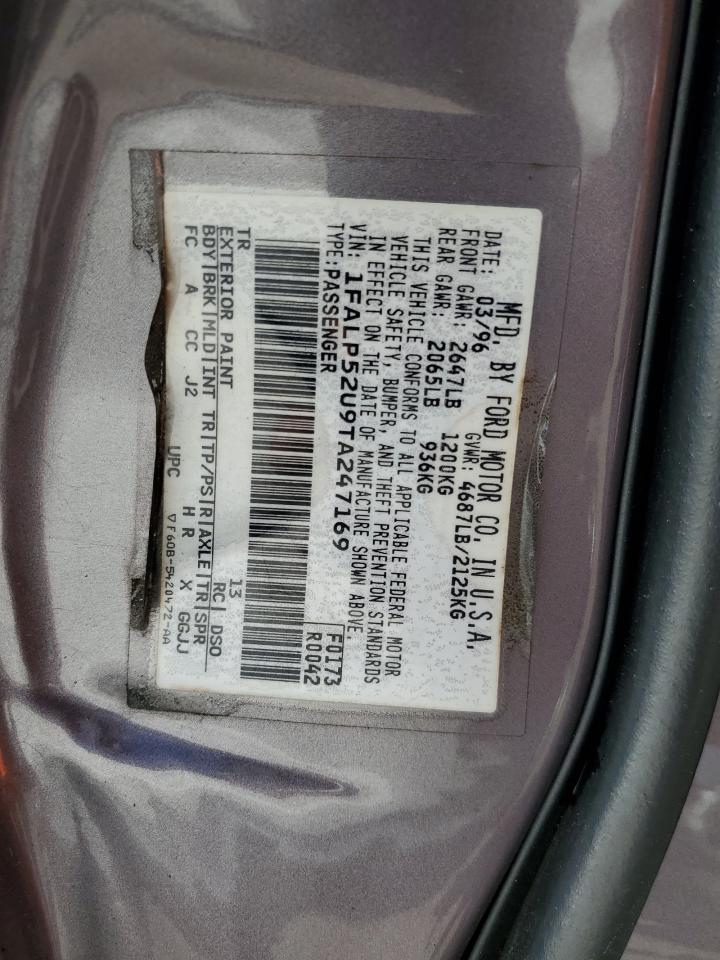 MFD. BY FORD MOTOR CO. IN U.S.A.
DATE: 03/96 GVWR: 4687LB/2125KG
FRONT GAWR: 2647LB 1200KG
REAR GAWR: 2065LB 936KG
THIS VEHICLE CONFORMS TO ALL APPLICABLE FEDERAL MOTOR
VEHICLE SAFETY, BUMPER, AND THEFT PREVENTION STANDARDS
IN EFFECT ON THE DATE OF MANUFACTURE SHOWN ABOVE.
VIN: 1FALP52U9TA247169
TYPE: PASSENGER
F0173
R0042
TR 13
EXTERIOR PAINT RC DSO
BDY BRK MLD INT TR TP/PS R AXLE TR SPR
FC A CC J2 H R X GGJJ
UPC ▽ F60B-5420472-AA